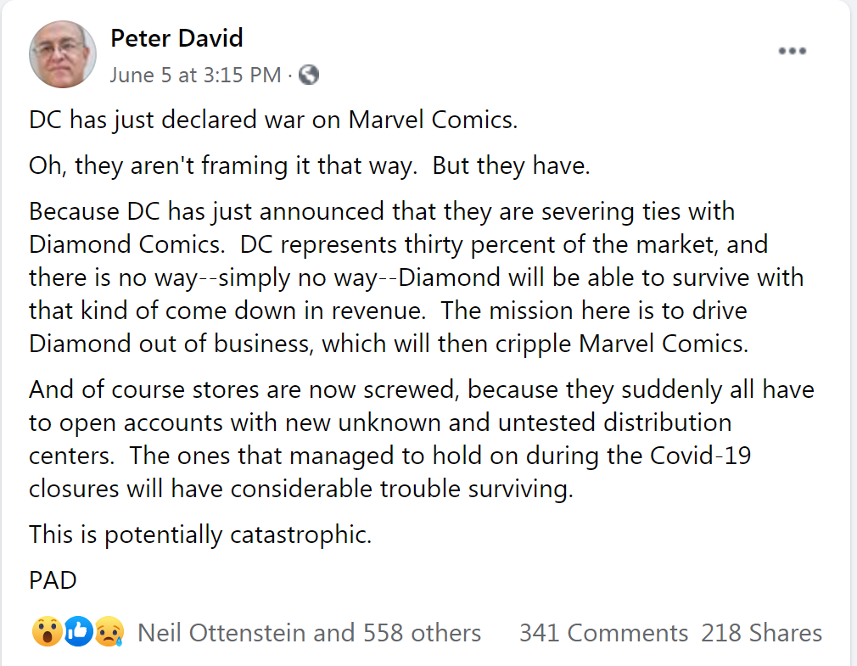 Peter David
June 5 at 3:15 PM ·
DC has just declared war on Marvel Comics.
Oh, they aren't framing it that way.  But they have.
Because DC has just announced that they are severing ties with
Diamond Comics.  DC represents thirty percent of the market, and
there is no way--simply no way--Diamond will be able to survive with
that kind of come down in revenue.  The mission here is to drive
Diamond out of business, which will then cripple Marvel Comics.
And of course stores are now screwed, because they suddenly all have
to open accounts with new unknown and untested distribution
centers.  The ones that managed to hold on during the Covid-19
closures will have considerable trouble surviving.
This is potentially catastrophic.
PAD
Neil Ottenstein and 558 others 341 Comments 218 Shares